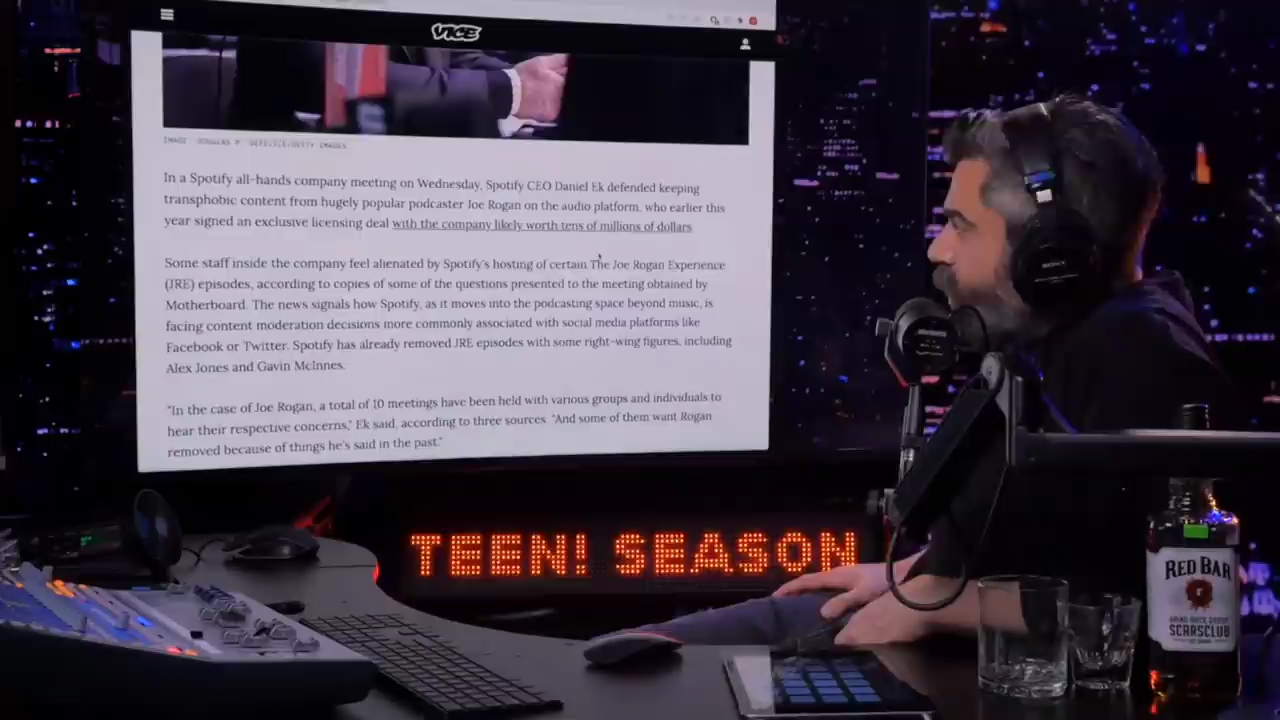 VICE
In a Spotify all-hands company meeting on Wednesday, Spotify CEO Daniel Ek defended keeping
transphobic content from hugely popular podcaster Joe Rogan on the audio platform, who earlier this
year signed an exclusive licensing deal with the company likely worth tens of millions of dollars
Some staff inside the company feel alienated by Spotify's hosting of certain The Joe Rogan Experience
(JRE) episodes, according to copies of some of the questions presented to the meeting obtained by
Motherboard. The news signals how Spotify, as it moves into the podcasting space beyond music, is
facing content moderation decisions more commonly associated with social media platforms like
Facebook or Twitter. Spotify has already removed JRE episodes with some right-wing figures, including
Alex Jones and Gavin McInnes.
"In the case of Joe Rogan, a total of 10 meetings have been held with various groups and individuals to
hear their respective concerns," Ek said, according to three sources. "And some of them want Rogan
removed because of things he's said in the past."
SONY
TEEN! SEASON
RED BAR
SCARSCLUB